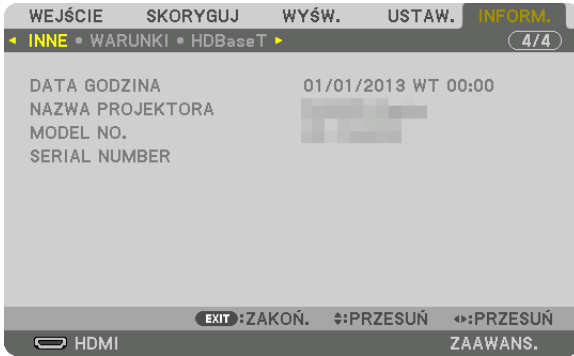 WEJŚCIE SKORYGUJ WYŚW. USTAW. INFORM.
INNE • WARUNKI • HDBaseT 4/4
DATA GODZINA 01/01/2013 WT 00:00
NAZWA PROJEKTORA
MODEL NO.
SERIAL NUMBER
EXIT :ZAKOŃ. :PRZESUŃ :PRZESUŃ
HDMI ZAAWANS.